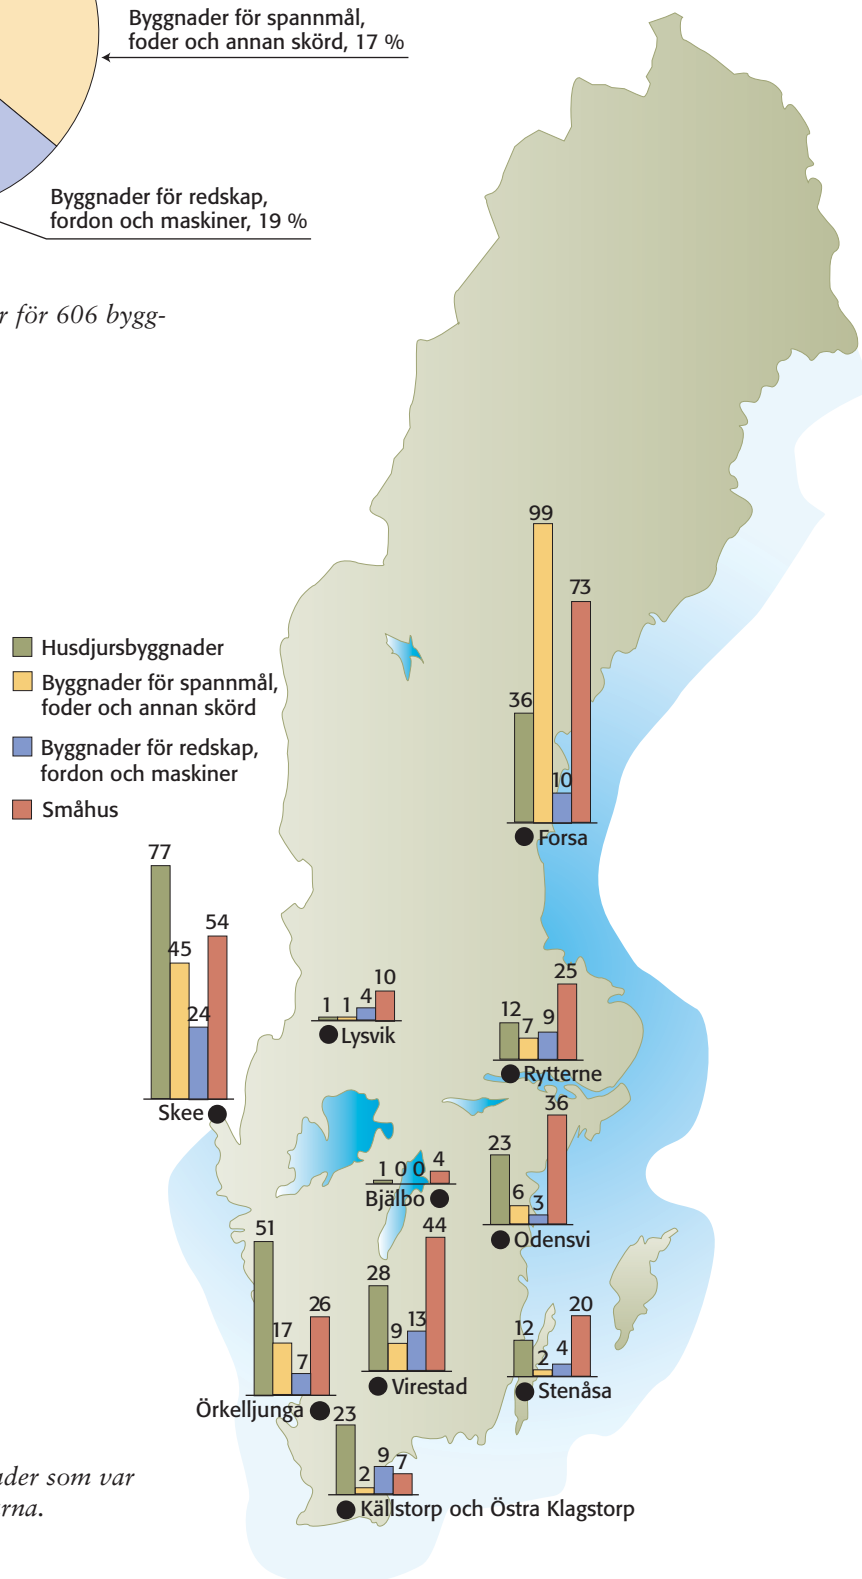 Byggnader för spannmål,
foder och annan skörd, 17 %
Byggnader för redskap,
fordon och maskiner, 19 %
r för 606 bygg-
Husdjursbyggnader
Byggnader för spannmål,
foder och annan skörd
Byggnader för redskap,
fordon och maskiner
Småhus
36
99
10
73
Forsa
77
45
24
54
Skee
1
1
4
10
Lysvik
12
7
9
25
Rytterne
1
0
0
4
Bjälbo
23
6
3
36
Odensvi
51
17
7
26
Örkelljunga
28
9
13
44
Virestad
12
2
4
20
Stenåsa
23
2
9
7
Källstorp och Östra Klagstorp
ader som var
rna.